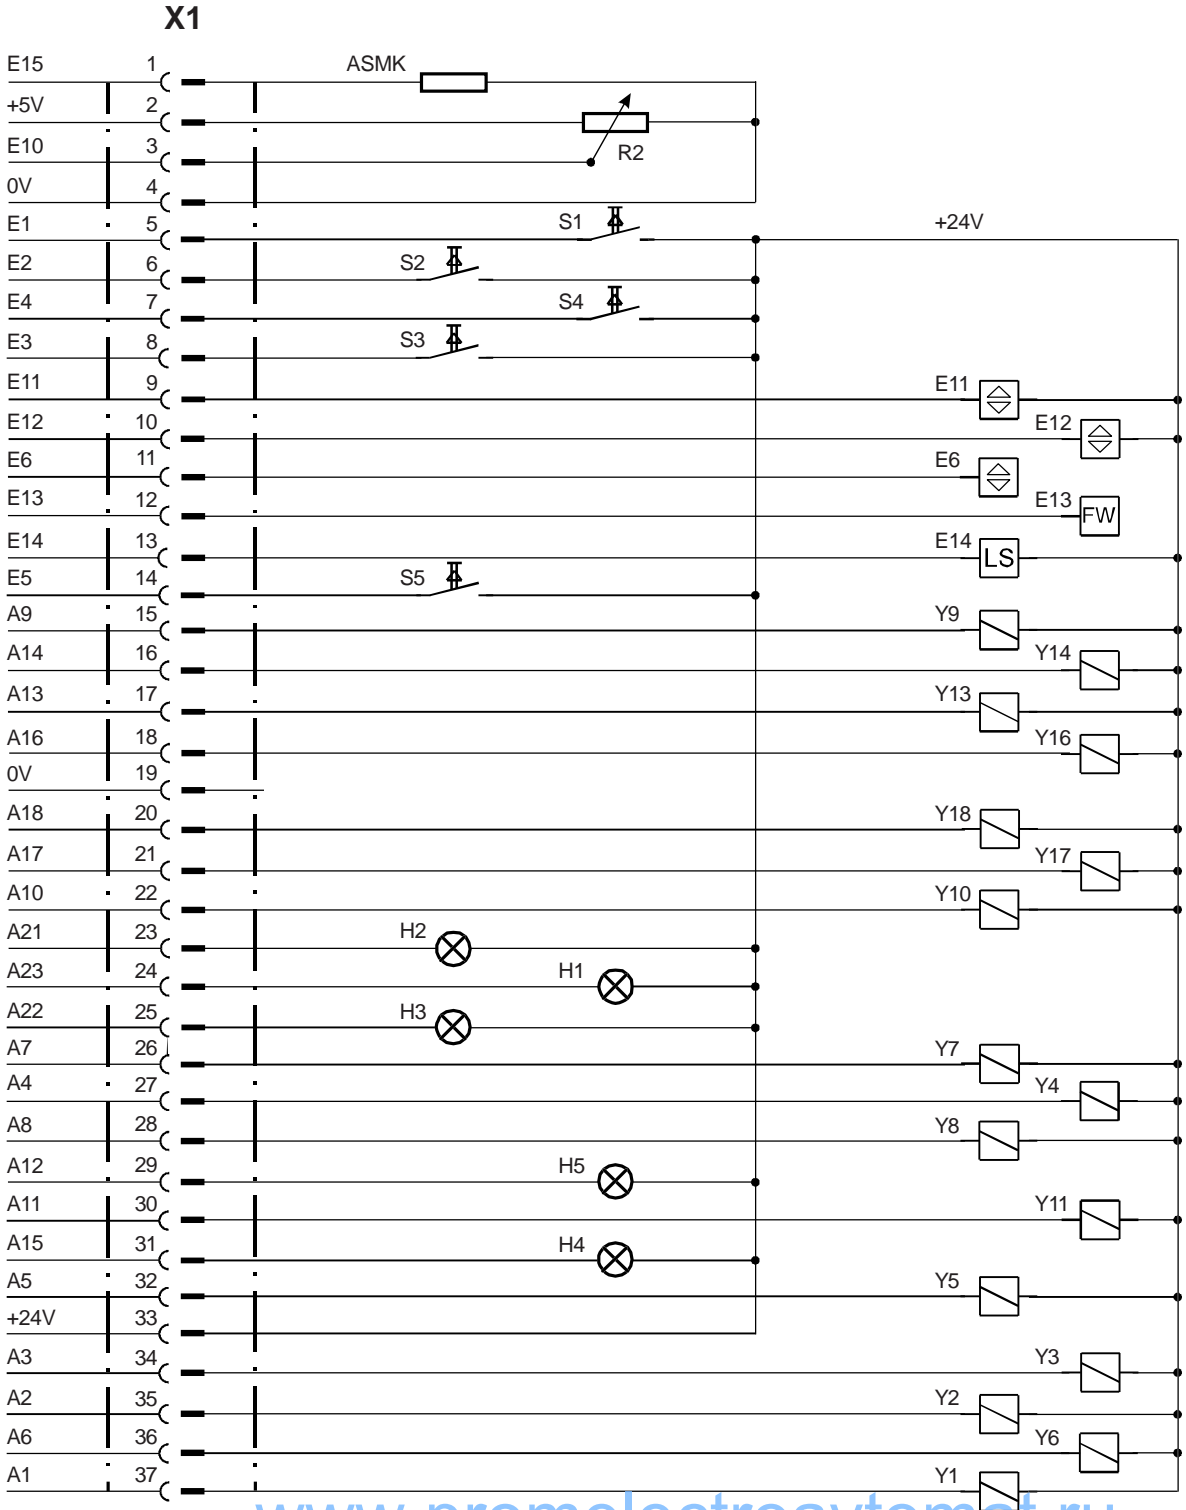 X1
E15 1 ASMK
+5V 2
E10 3 R2
0V 4
E1 5 S1 +24V
E2 6 S2
E4 7 S4
E3 8 S3
E11 9 E11
E12 10 E12
E6 11 E6
E13 12 E13 FW
E14 13 E14 LS
E5 14 S5
A9 15 Y9
A14 16 Y14
A13 17 Y13
A16 18 Y16
0V 19
A18 20 Y18
A17 21 Y17
A10 22 Y10
A21 23 H2
A23 24 H1
A22 25 H3
A7 26 Y7
A4 27 Y4
A8 28 Y8
A12 29 H5
A11 30 Y11
A15 31 H4
A5 32 Y5
+24V 33
A3 34 Y3
A2 35 Y2
A6 36 Y6
A1 37 Y1
www.promelectroavtomat.ru